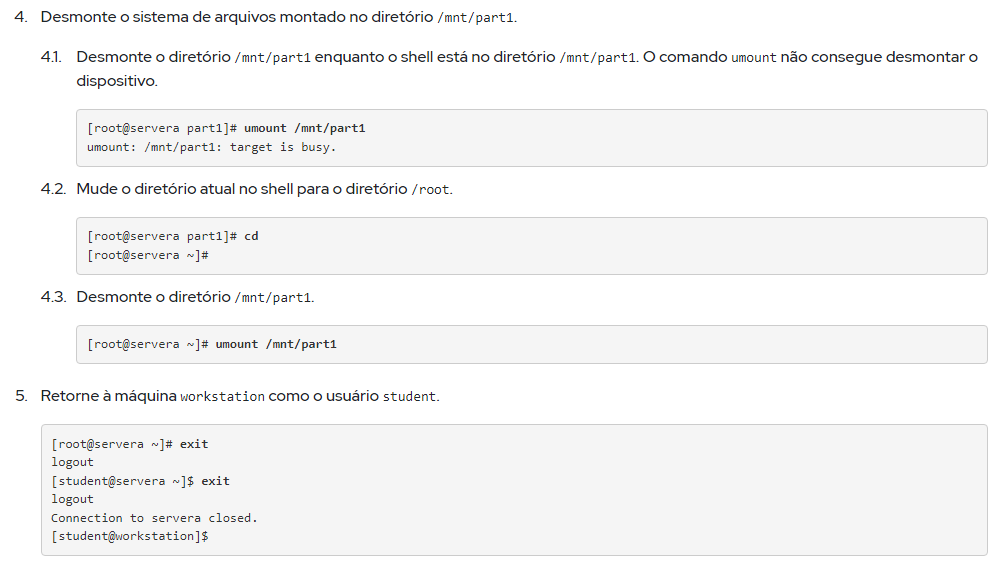 4. Desmonte o sistema de arquivos montado no diretório /mnt/part1.
4.1. Desmonte o diretório /mnt/part1 enquanto o shell está no diretório /mnt/part1. O comando umount não consegue desmontar o
dispositivo.
[root@servera part1]# umount /mnt/part1
umount: /mnt/part1: target is busy.
4.2. Mude o diretório atual no shell para o diretório /root.
[root@servera part1]# cd
[root@servera ~]#
4.3. Desmonte o diretório /mnt/part1.
[root@servera ~]# umount /mnt/part1
5. Retorne à máquina workstation como o usuário student.
[root@servera ~]# exit
logout
[student@servera ~]$ exit
logout
Connection to servera closed.
[student@workstation]$